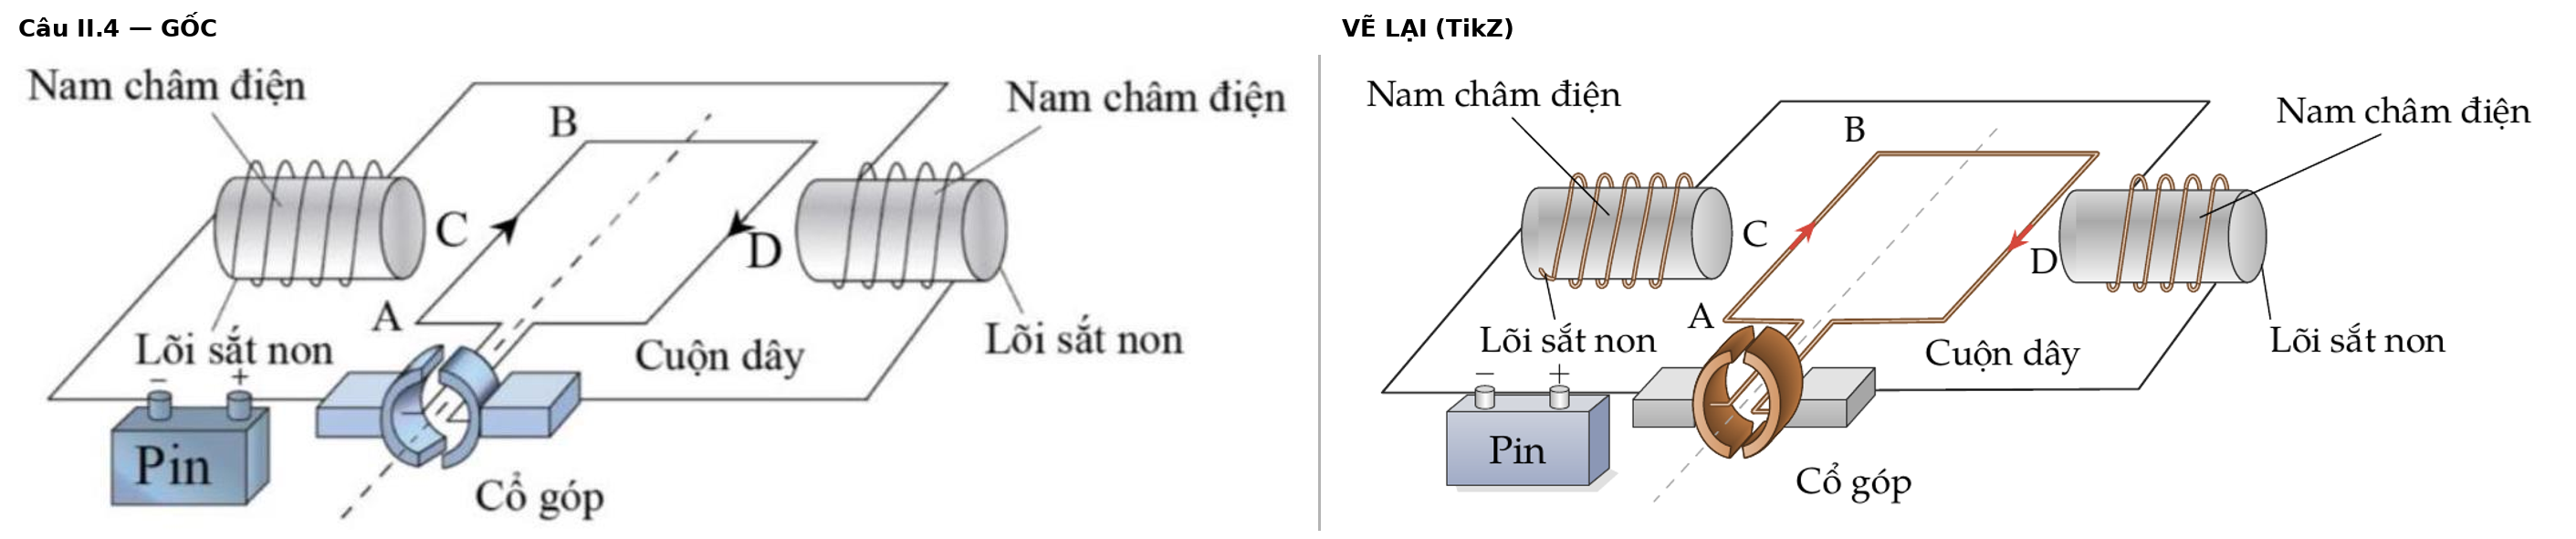 Câu II.4 — GỐC
Nam châm điện
B
Nam châm điện
C
D
A
Lõi sắt non
Cuộn dây
Lõi sắt non
− +
Pin
Cổ góp
VẼ LẠI (TikZ)
Nam châm điện
B
Nam châm điện
C
D
A
Lõi sắt non
Cuộn dây
Lõi sắt non
− +
Pin
Cổ góp